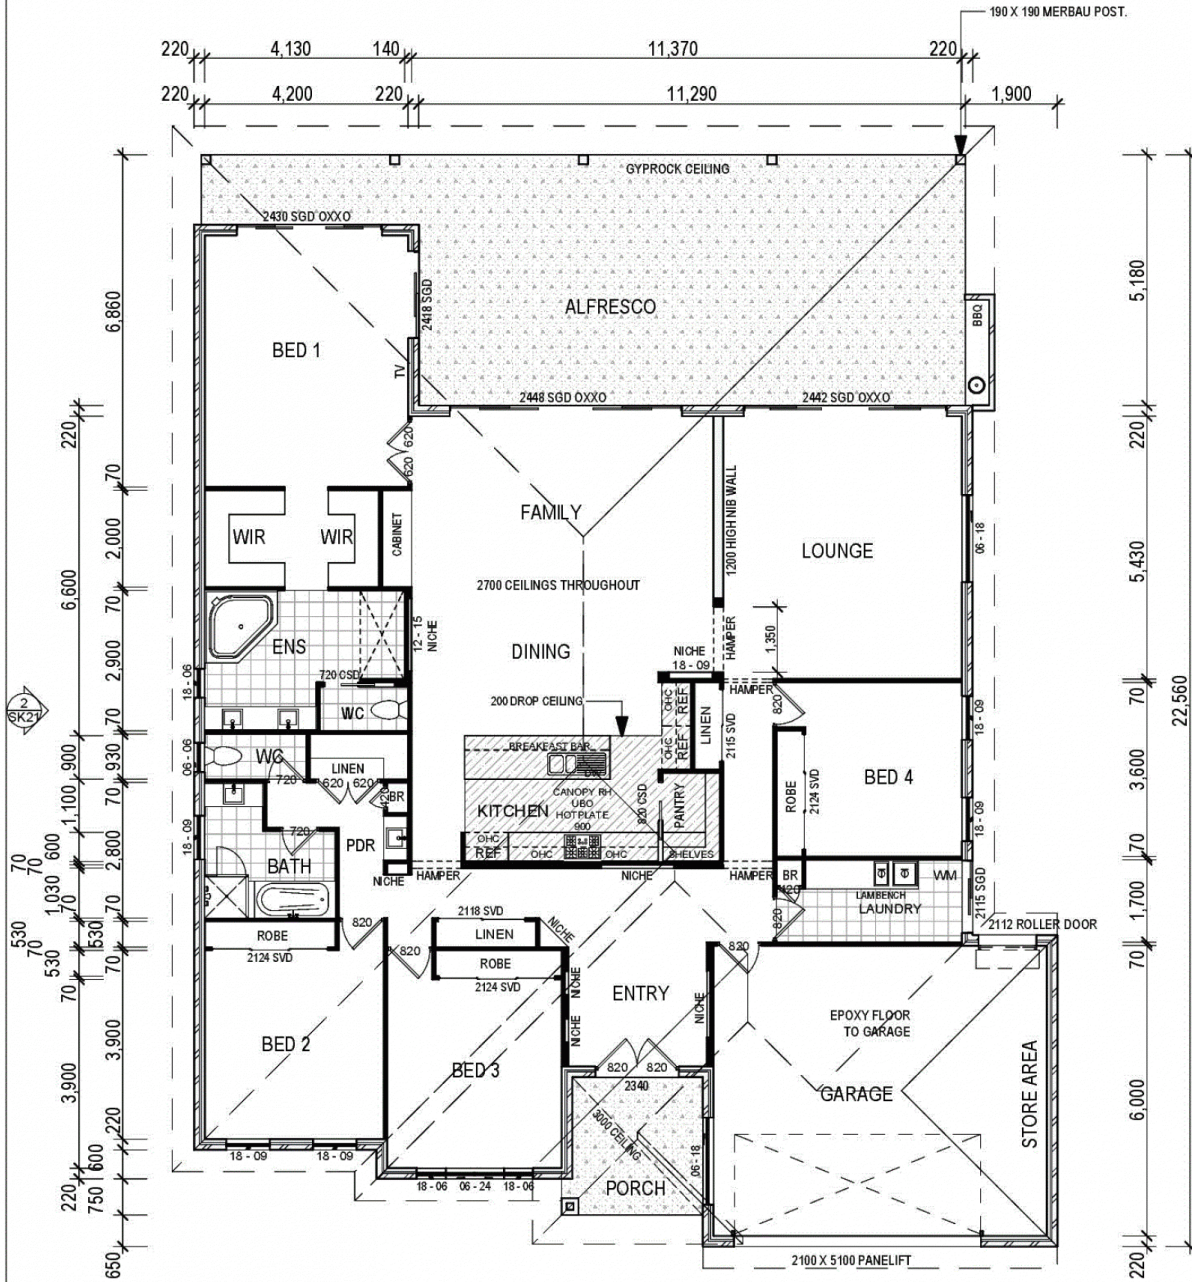 190 X 190 MERBAU POST.
220 4,130 140 11,370 220
220 4,200 220 11,290 1,900
GYPROCK CEILING
2430 SGD OXXO
2418 SGD
ALFRESCO
BBQ
BED 1
TV
2448 SGD OXXO
2442 SGD OXXO
620
620
FAMILY
1200 HIGH NIB WALL
LOUNGE
06 - 18
WIR
WIR
CABINET
2700 CEILINGS THROUGHOUT
ENS
12 - 15
NICHE
DINING
HAMPER
1,350
NICHE
18 - 09
18 - 06
720 CSD
WC
200 DROP CEILING
HAMPER
820
OHC
REF
OHC
REF
LINEN
2115 SVD
18 - 09
2
SK21
06-06
WC
720
LINEN
620 620
420
BR
BREAKFAST BAR
DW
KITCHEN
CANOPY RH
UBO
HOTPLATE
900
820 CSD
PANTRY
ROBE
2124 SVD
BED 4
18 - 09
18 - 09
720
PDR
BATH
OHC
REF
OHC
OHC
SHELVES
NICHE
HAMPER
NICHE
HAMPER
BR
420
LAMBENCH
LAUNDRY
WM
2115 SGD
820
2112 ROLLER DOOR
ROBE
2124 SVD
820
2118 SVD
LINEN
NICHE
820
ROBE
2124 SVD
820
NICHE
NICHE
ENTRY
NICHE
EPOXY FLOOR
TO GARAGE
BED 2
BED 3
820 820
2340
GARAGE
STORE AREA
3000 CEILING
06 - 18
18 - 09
18 - 09
18 - 06
06 - 24
18 - 06
PORCH
2100 X 5100 PANELIFT
6,860
220
6,600
1,900
1,100
600
70
70
1,030
70
530
70
530
70
3,900
220
750
650
70
2,000
70
2,900
70
930
70
2,800
70
530
70
3,900
220
600
5,180
220
5,430
70
3,600
70
1,700
70
6,000
220
22,560